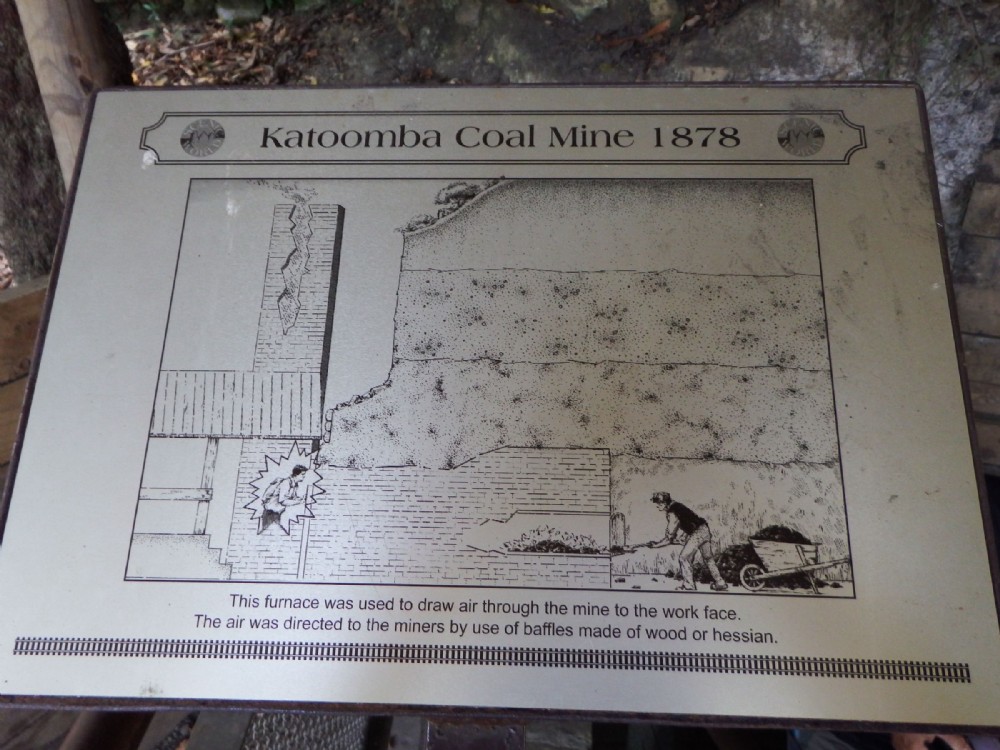 Katoomba Coal Mine 1878
This furnace was used to draw air through the mine to the work face.
The air was directed to the miners by use of baffles made of wood or hessian.